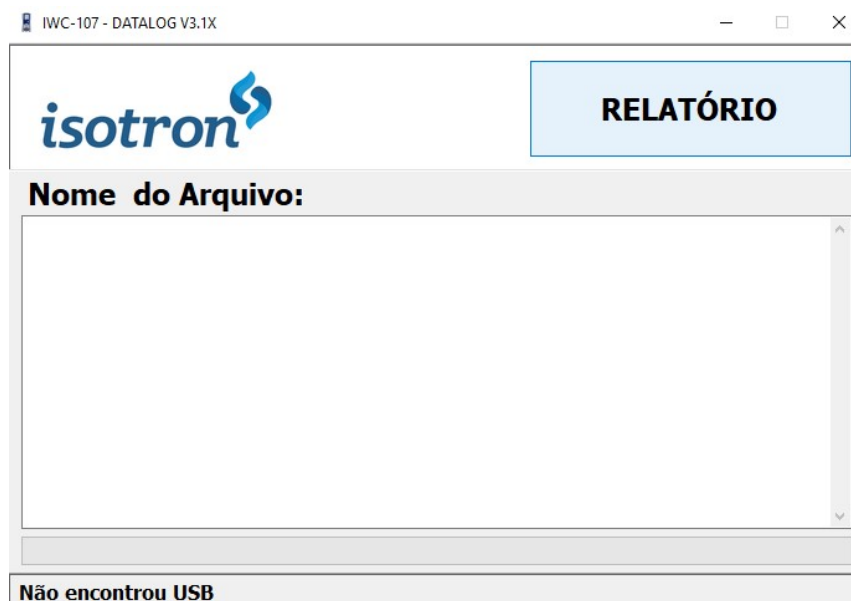 IWC-107 - DATALOG V3.1X
isotron
RELATÓRIO
Nome do Arquivo:
Não encontrou USB